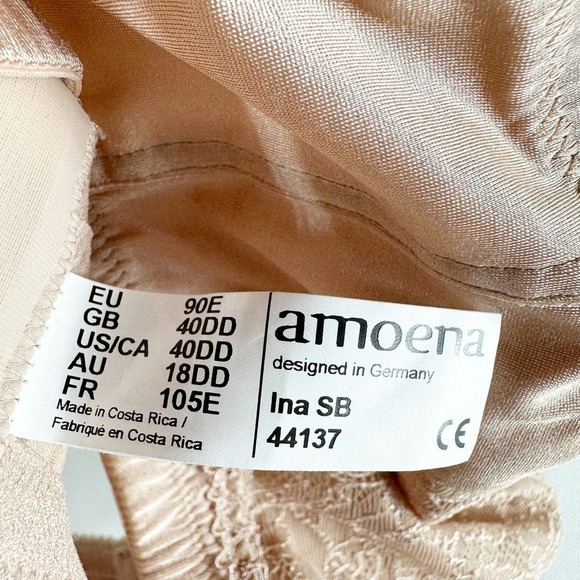 EU 90E
GB 40DD
US/CA 40DD
AU 18DD
FR 105E
Made in Costa Rica /
Fabriqué en Costa Rica
amoena
designed in Germany
Ina SB
44137 CE